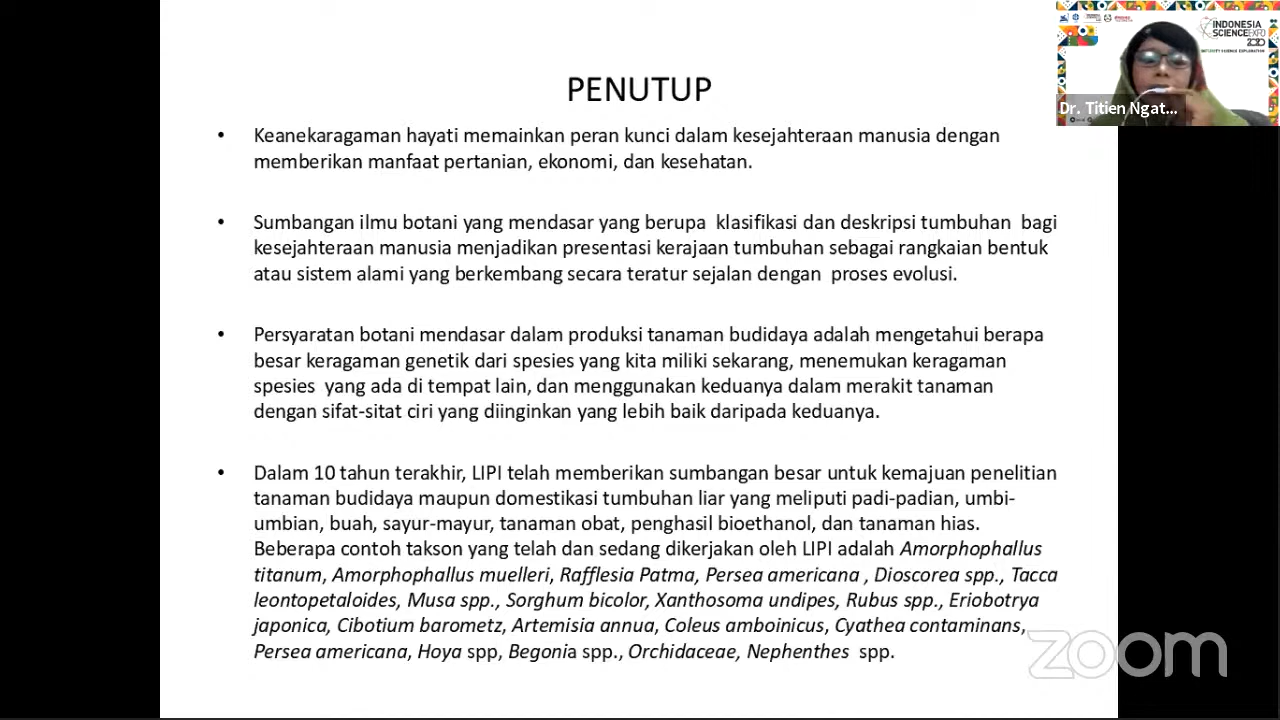 PENUTUP
• Keanekaragaman hayati memainkan peran kunci dalam kesejahteraan manusia dengan
memberikan manfaat pertanian, ekonomi, dan kesehatan.
• Sumbangan ilmu botani yang mendasar yang berupa  klasifikasi dan deskripsi tumbuhan  bagi
kesejahteraan manusia menjadikan presentasi kerajaan tumbuhan sebagai rangkaian bentuk
atau sistem alami yang berkembang secara teratur sejalan dengan  proses evolusi.
• Persyaratan botani mendasar dalam produksi tanaman budidaya adalah mengetahui berapa
besar keragaman genetik dari spesies yang kita miliki sekarang, menemukan keragaman
spesies  yang ada di tempat lain, dan menggunakan keduanya dalam merakit tanaman
dengan sifat-sitat ciri yang diinginkan yang lebih baik daripada keduanya.
• Dalam 10 tahun terakhir, LIPI telah memberikan sumbangan besar untuk kemajuan penelitian
tanaman budidaya maupun domestikasi tumbuhan liar yang meliputi padi-padian, umbi-
umbian, buah, sayur-mayur, tanaman obat, penghasil bioethanol, dan tanaman hias.
Beberapa contoh takson yang telah dan sedang dikerjakan oleh LIPI adalah Amorphophallus
titanum, Amorphophallus muelleri, Rafflesia Patma, Persea americana , Dioscorea spp., Tacca
leontopetaloides, Musa spp., Sorghum bicolor, Xanthosoma undipes, Rubus spp., Eriobotrya
japonica, Cibotium barometz, Artemisia annua, Coleus amboinicus, Cyathea contaminans,
Persea americana, Hoya spp, Begonia spp., Orchidaceae, Nephenthes  spp.
INDONESIA
SCIENCE EXPO
2020
Dr. Titien Ngat...
zoom